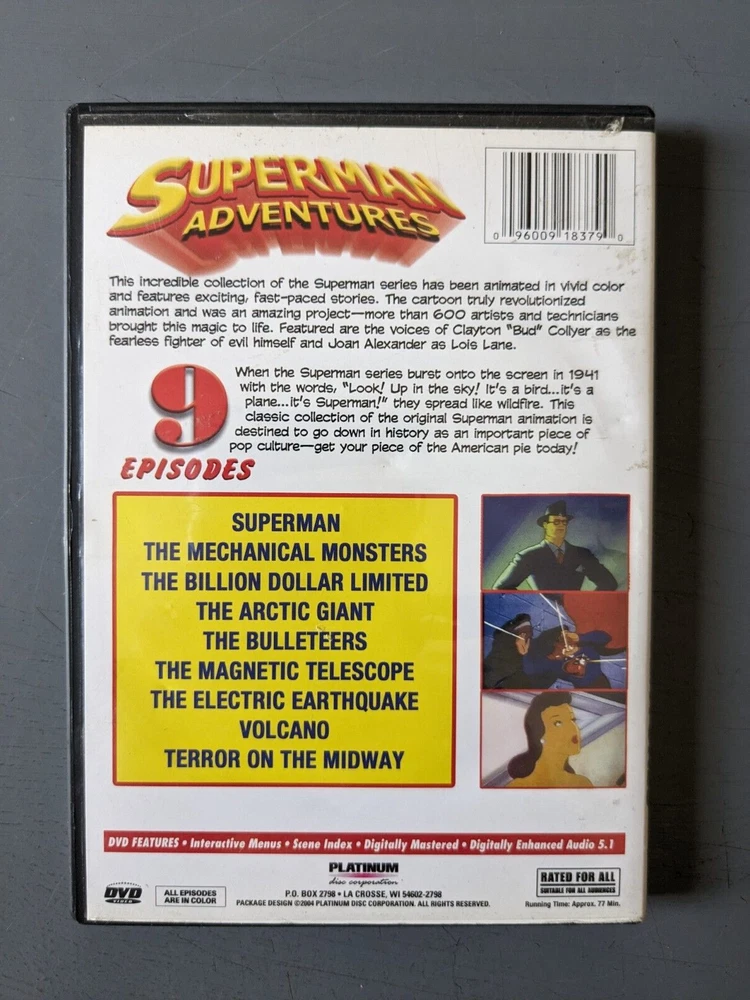 SUPERMAN
ADVENTURES
0 96009 18379 0
This incredible collection of the Superman series has been animated in vivid color
and features exciting, fast-paced stories. The cartoon truly revolutionized
animation and was an amazing project—more than 600 artists and technicians
brought this magic to life. Featured are the voices of Clayton "Bud" Collyer as the
fearless fighter of evil himself and Joan Alexander as Lois Lane.
9
EPISODES
When the Superman series burst onto the screen in 1941
with the words, "Look! Up in the sky! It's a bird...it's a
plane...it's Superman!" they spread like wildfire. This
classic collection of the original Superman animation is
destined to go down in history as an important piece of
pop culture—get your piece of the American pie today!
SUPERMAN
THE MECHANICAL MONSTERS
THE BILLION DOLLAR LIMITED
THE ARCTIC GIANT
THE BULLETEERS
THE MAGNETIC TELESCOPE
THE ELECTRIC EARTHQUAKE
VOLCANO
TERROR ON THE MIDWAY
DVD FEATURES • Interactive Menus • Scene Index • Digitally Mastered • Digitally Enhanced Audio 5.1
DVD
VIDEO
ALL EPISODES
ARE IN COLOR
PLATINUM
disc corporation
P.O. BOX 2798 • LA CROSSE, WI 54602-2798
PACKAGE DESIGN ©2004 PLATINUM DISC CORPORATION. ALL RIGHTS RESERVED.
RATED FOR ALL
SUITABLE FOR ALL AUDIENCES
Running Time: Approx. 77 Min.